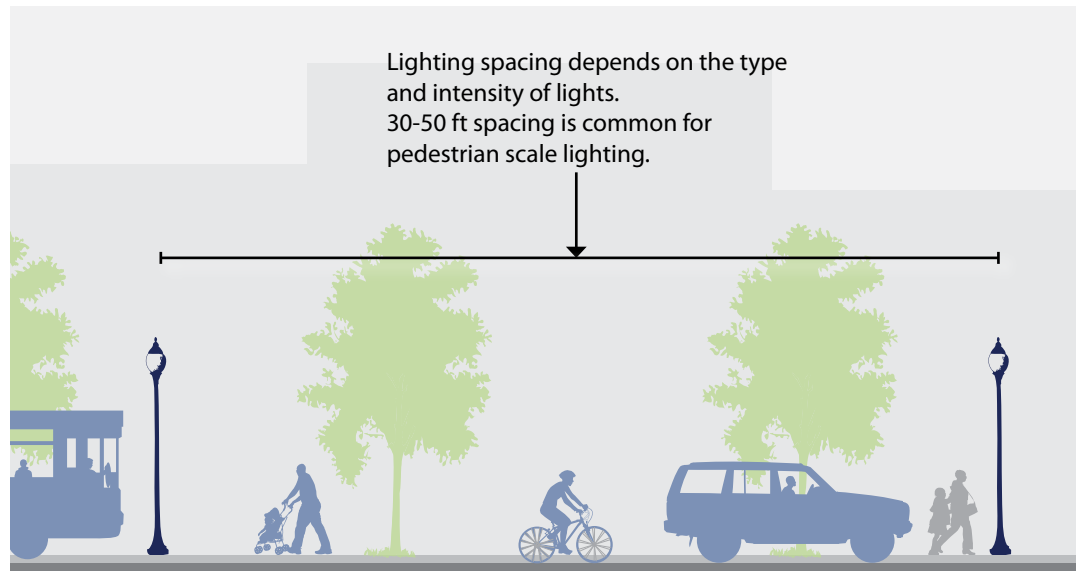 Lighting spacing depends on the type
and intensity of lights.
30-50 ft spacing is common for
pedestrian scale lighting.